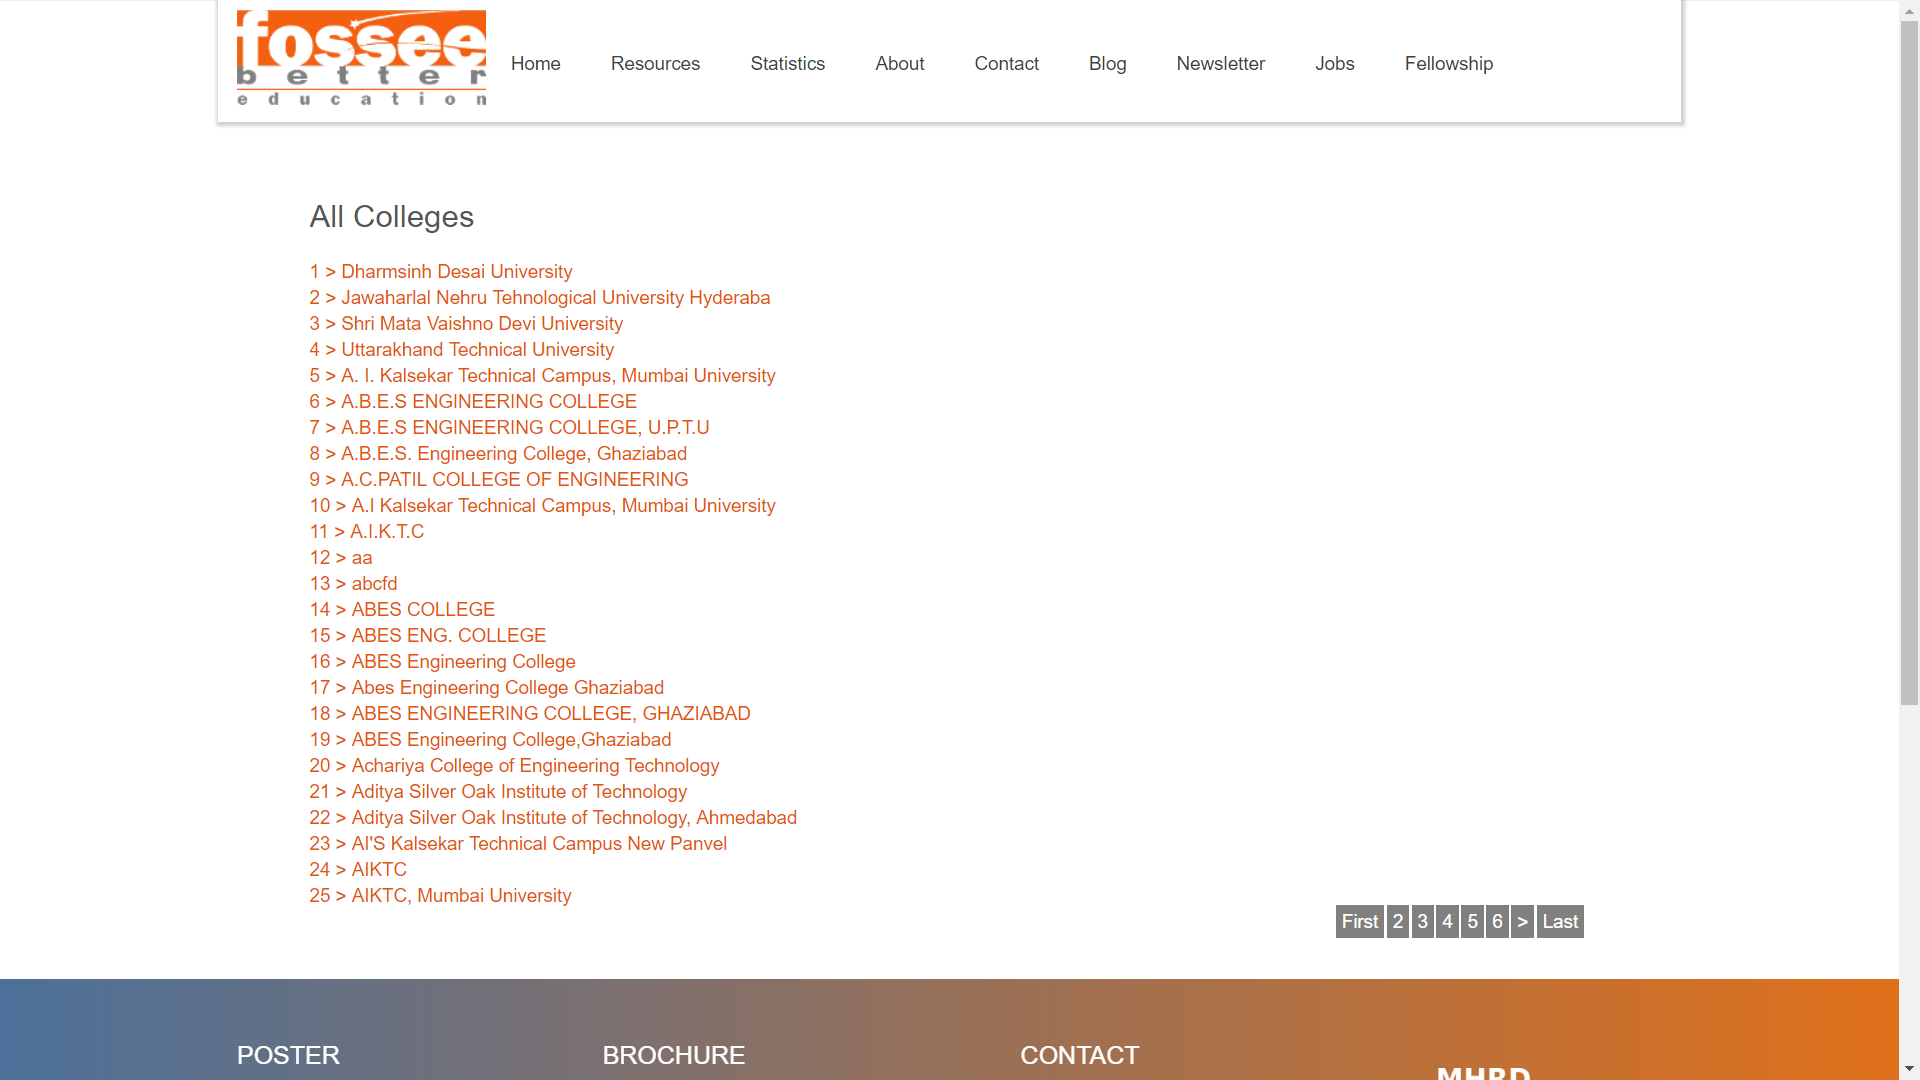 fossee
better
education
Home Resources Statistics About Contact Blog Newsletter Jobs Fellowship
All Colleges
1 > Dharmsinh Desai University
2 > Jawaharlal Nehru Tehnological University Hyderaba
3 > Shri Mata Vaishno Devi University
4 > Uttarakhand Technical University
5 > A. I. Kalsekar Technical Campus, Mumbai University
6 > A.B.E.S ENGINEERING COLLEGE
7 > A.B.E.S ENGINEERING COLLEGE, U.P.T.U
8 > A.B.E.S. Engineering College, Ghaziabad
9 > A.C.PATIL COLLEGE OF ENGINEERING
10 > A.I Kalsekar Technical Campus, Mumbai University
11 > A.I.K.T.C
12 > aa
13 > abcfd
14 > ABES COLLEGE
15 > ABES ENG. COLLEGE
16 > ABES Engineering College
17 > Abes Engineering College Ghaziabad
18 > ABES ENGINEERING COLLEGE, GHAZIABAD
19 > ABES Engineering College,Ghaziabad
20 > Achariya College of Engineering Technology
21 > Aditya Silver Oak Institute of Technology
22 > Aditya Silver Oak Institute of Technology, Ahmedabad
23 > AI'S Kalsekar Technical Campus New Panvel
24 > AIKTC
25 > AIKTC, Mumbai University
First 2 3 4 5 6 > Last
POSTER BROCHURE CONTACT
MHRD